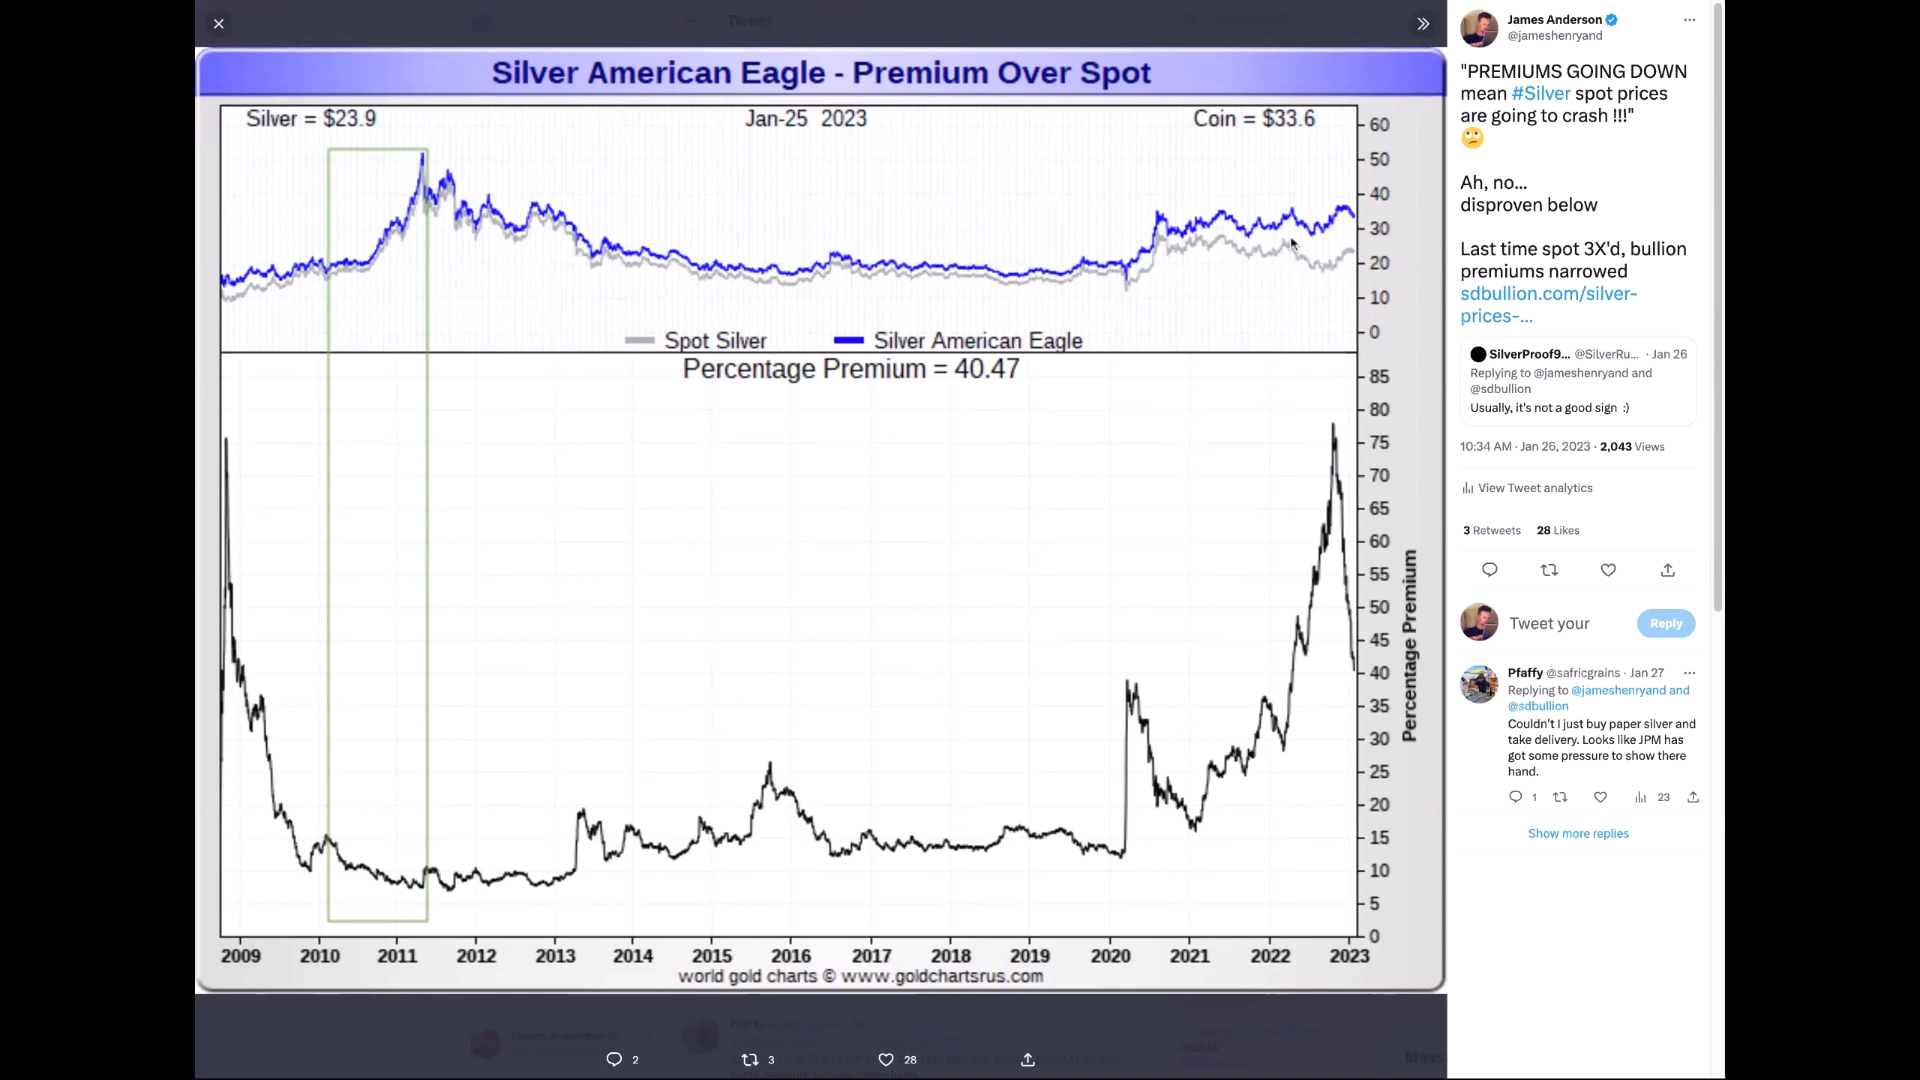 Silver American Eagle - Premium Over Spot
Silver = $23.9
Jan-25 2023
Coin = $33.6
60
50
40
30
20
10
0
Spot Silver
Silver American Eagle
Percentage Premium = 40.47
85
80
75
70
65
60
55
50
45
40
35
30
25
20
15
10
5
0
Percentage Premium
2009 2010 2011 2012 2013 2014 2015 2016 2017 2018 2019 2020 2021 2022 2023
world gold charts © www.goldchartsrus.com
2
3
28
James Anderson
@jameshenryand
"PREMIUMS GOING DOWN
mean #Silver spot prices
are going to crash !!!"
🙄
Ah, no...
disproven below
Last time spot 3X'd, bullion
premiums narrowed
sdbullion.com/silver-
prices-...
SilverProof9... @SilverRu... · Jan 26
Replying to @jameshenryand and
@sdbullion
Usually, it's not a good sign :)
10:34 AM · Jan 26, 2023 · 2,043 Views
View Tweet analytics
3 Retweets 28 Likes
Tweet your
Reply
Pfaffy @safricgrains · Jan 27
Replying to @jameshenryand and
@sdbullion
Couldn't I just buy paper silver and
take delivery. Looks like JPM has
got some pressure to show there
hand.
1
23
Show more replies